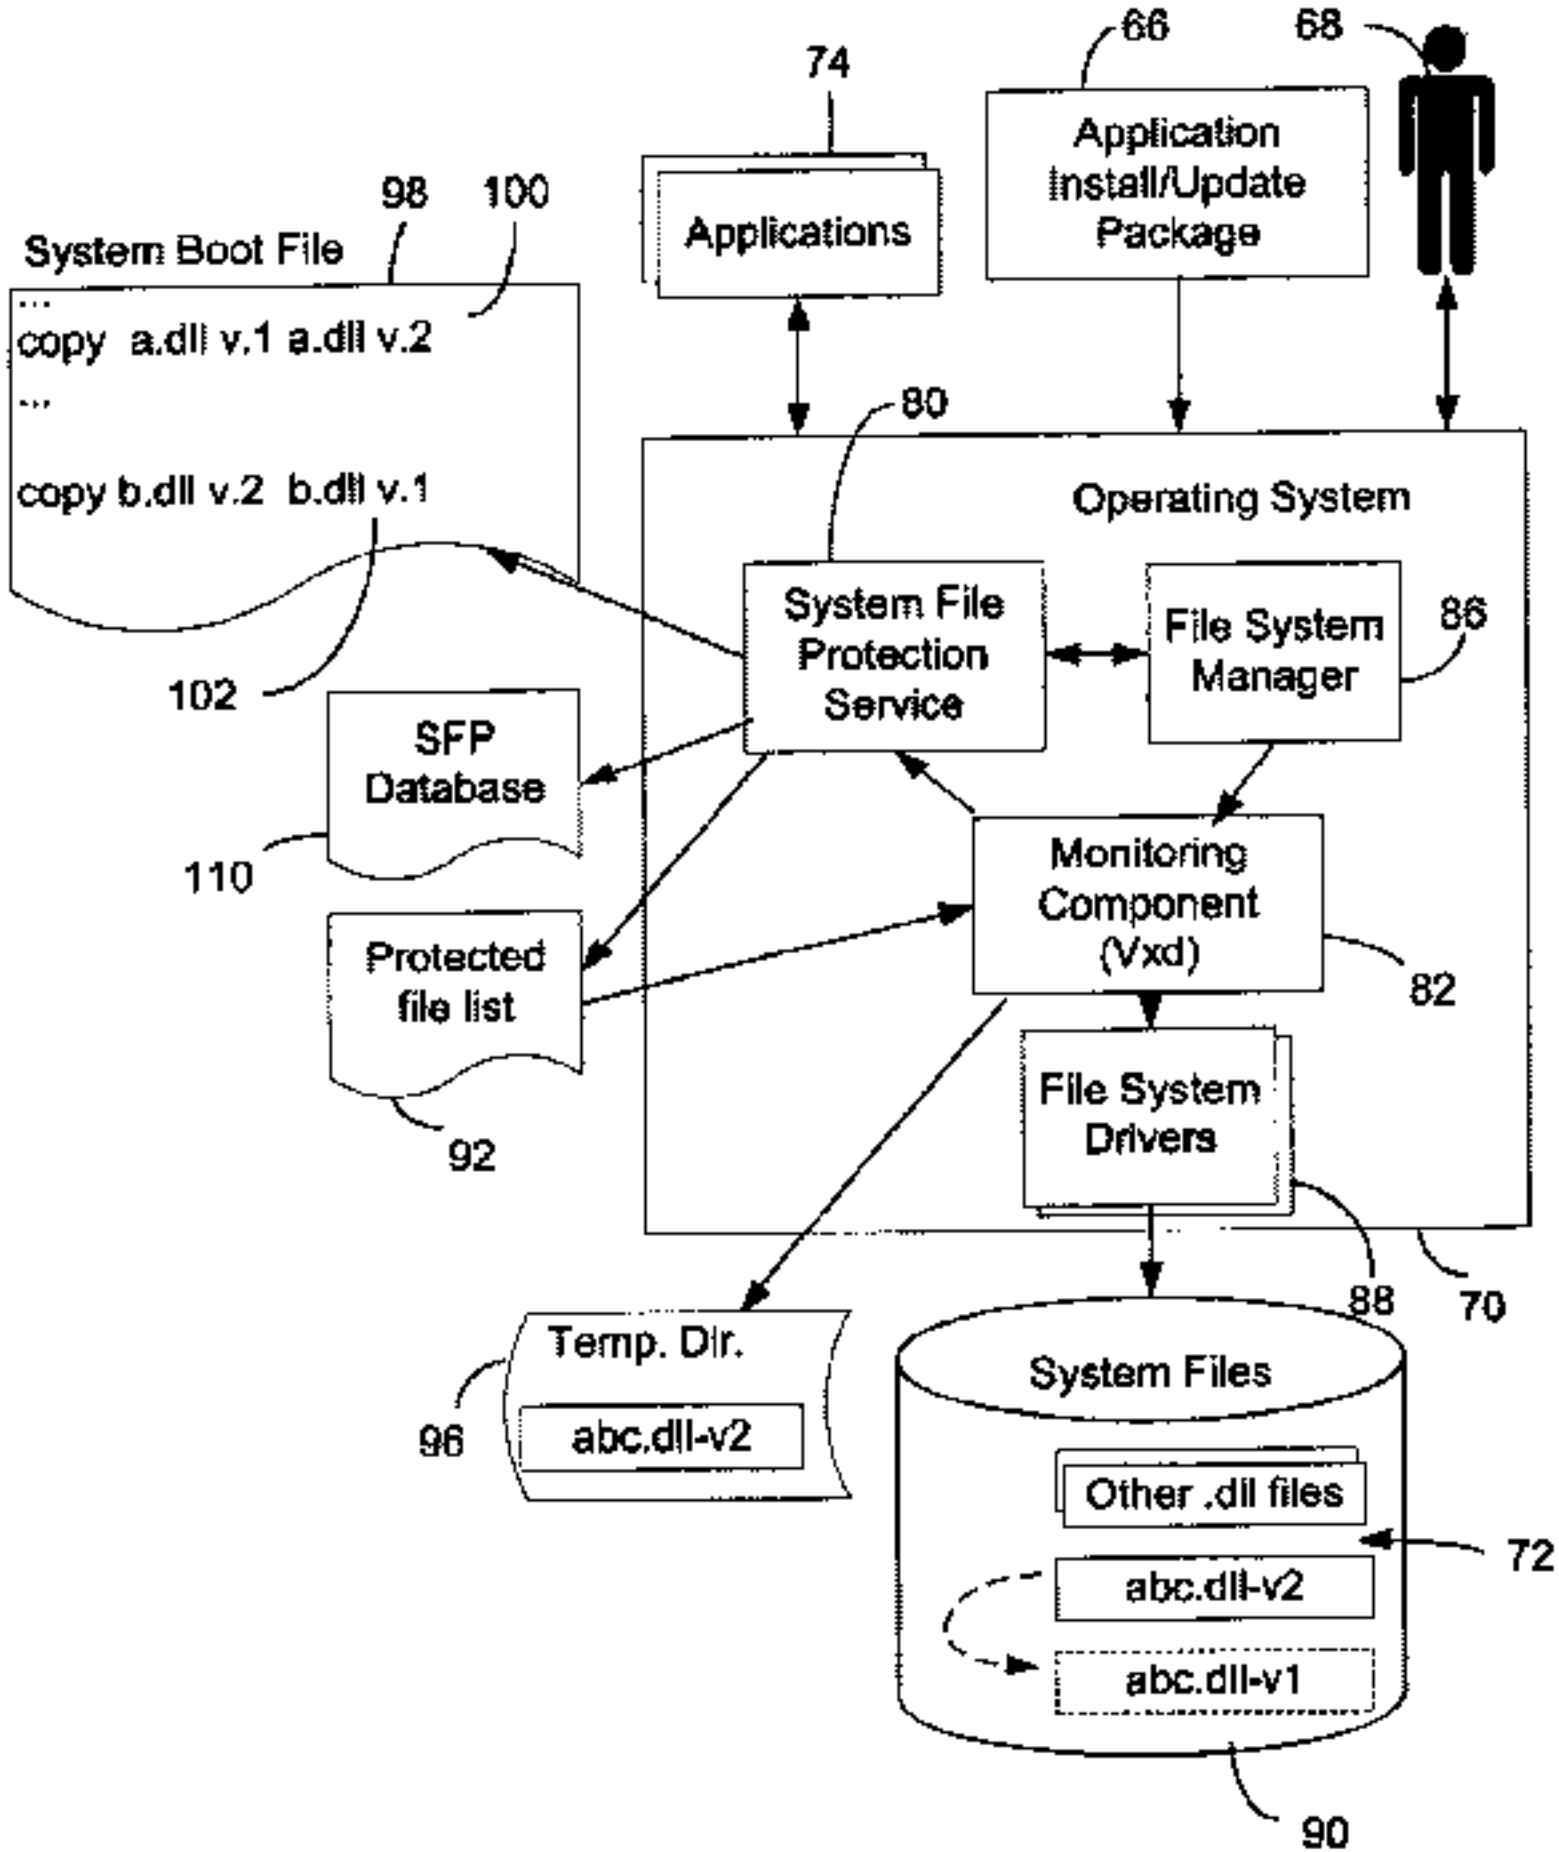 66
68
74
Application
Install/Update
Package
98
100
Applications
System Boot File
...
copy a.dll v.1 a.dll v.2
...
80
copy b.dll v.2 b.dll v.1
Operating System
System File
Protection
Service
File System
Manager
86
102
SFP
Database
110
Monitoring
Component
(Vxd)
82
Protected
file list
92
File System
Drivers
88
70
Temp. Dir.
96
abc.dll-v2
System Files
Other .dll files
72
abc.dll-v2
abc.dll-v1
90